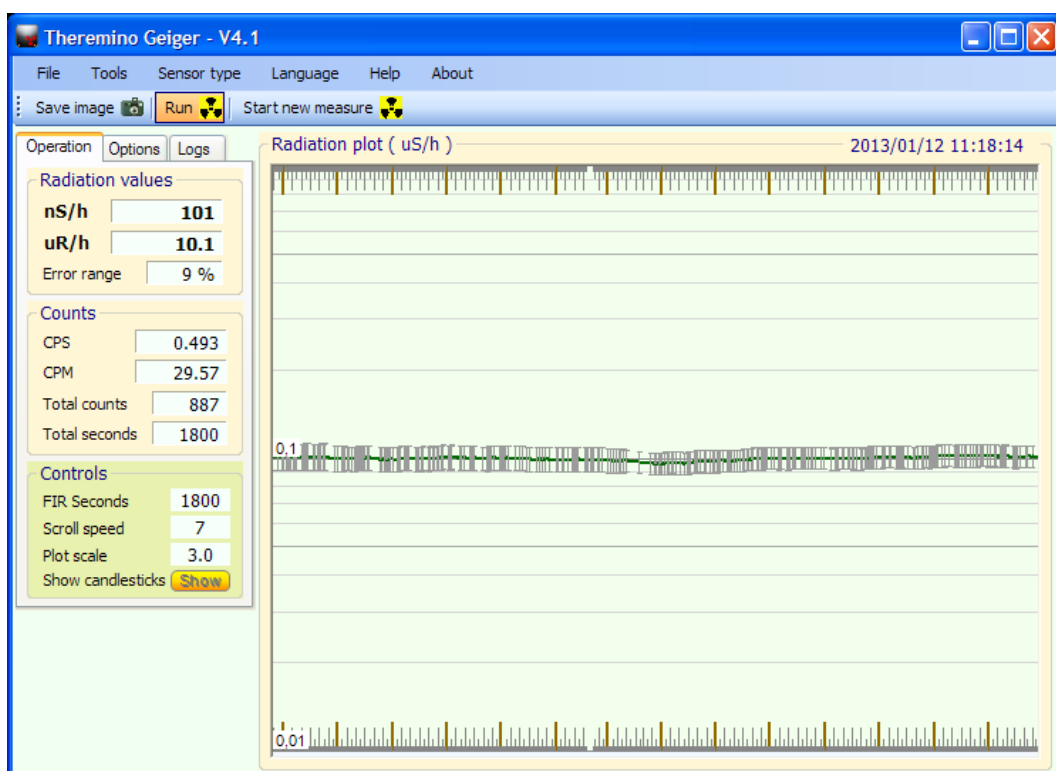 Theremino Geiger - V4.1
File Tools Sensor type Language Help About
Save image Run Start new measure
Operation Options Logs
Radiation values
nS/h 101
uR/h 10.1
Error range 9 %
Counts
CPS 0.493
CPM 29.57
Total counts 887
Total seconds 1800
Controls
FIR Seconds 1800
Scroll speed 7
Plot scale 3.0
Show candlesticks Show
Radiation plot ( uS/h ) 2013/01/12 11:18:14
0,1
0,01